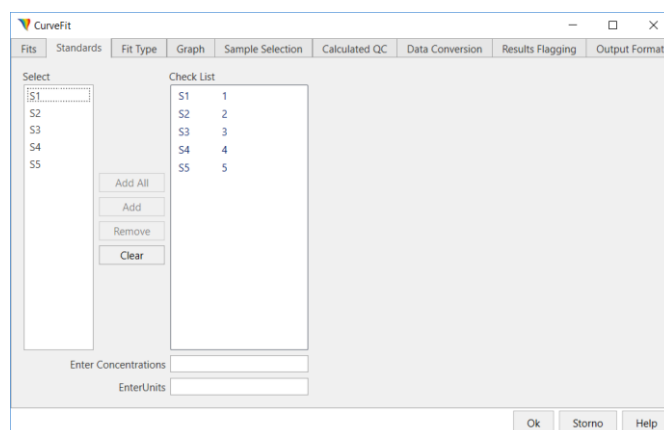 CurveFit
Fits Standards Fit Type Graph Sample Selection Calculated QC Data Conversion Results Flagging Output Format
Select Check List
S1 S1 1
S2 S2 2
S3 S3 3
S4 S4 4
S5 S5 5
Add All
Add
Remove
Clear
Enter Concentrations
EnterUnits
Ok Storno Help